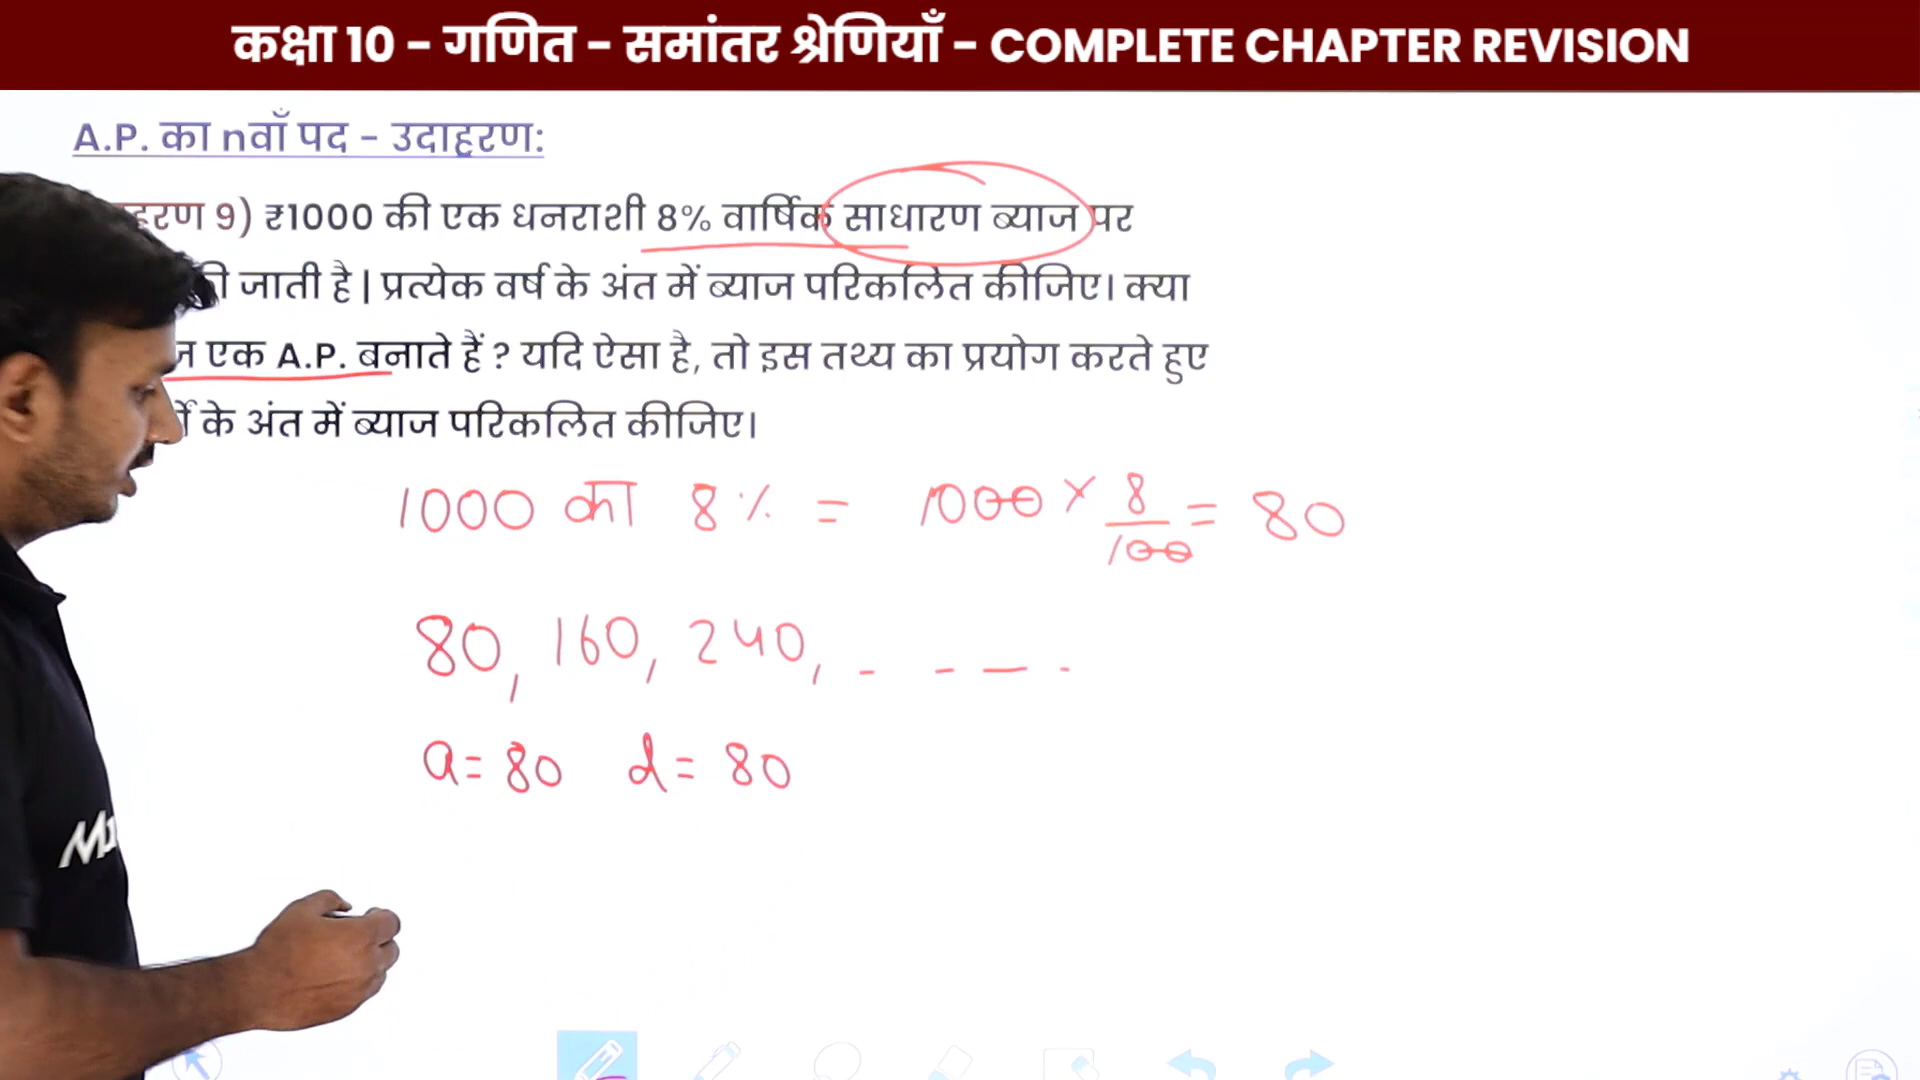 कक्षा 10 – गणित – समांतर श्रेणियाँ – COMPLETE CHAPTER REVISION
A.P. का nवाँ पद – उदाहरण:
9) ₹1000 की एक धनराशी 8% वार्षिक साधारण ब्याज पर
जाती है | प्रत्येक वर्ष के अंत में ब्याज परिकलित कीजिए। क्या
एक A.P. बनाते हैं ? यदि ऐसा है, तो इस तथ्य का प्रयोग करते हुए
के अंत में ब्याज परिकलित कीजिए।
1000 का 8% = 1000 × 8/100 = 80
80, 160, 240, - - — -
a = 80 d = 80